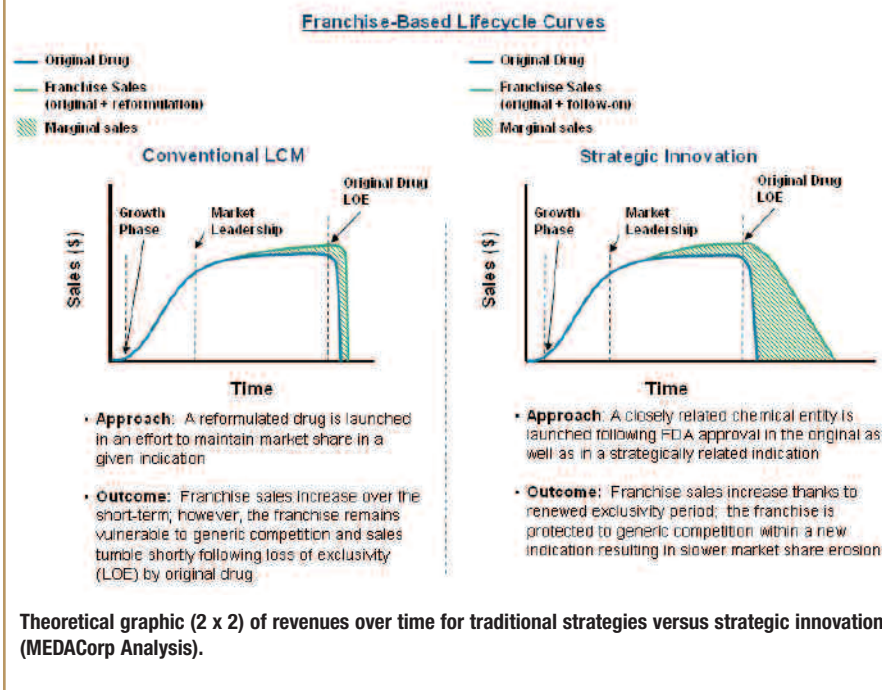 Franchise-Based Lifecycle Curves
Original Drug
Franchise Sales
(original + reformulation)
Marginal sales
Conventional LCM
Sales ($)
Growth
Phase
Market
Leadership
Original Drug
LOE
Time
• Approach: A reformulated drug is launched
in an effort to maintain market share in a
given indication
• Outcome: Franchise sales increase over the
short-term; however, the franchise remains
vulnerable to generic competition and sales
tumble shortly following loss of exclusivity
(LOE) by original drug
Original Drug
Franchise Sales
(original + follow-on)
Marginal sales
Strategic Innovation
Sales ($)
Growth
Phase
Market
Leadership
Original Drug
LOE
Time
• Approach: A closely related chemical entity is
launched following FDA approval in the original as
well as in a strategically related indication
• Outcome: Franchise sales increase thanks to
renewed exclusivity period; the franchise is
protected to generic competition within a new
indication resulting in slower market share erosion
Theoretical graphic (2 x 2) of revenues over time for traditional strategies versus strategic innovation
(MEDACorp Analysis).